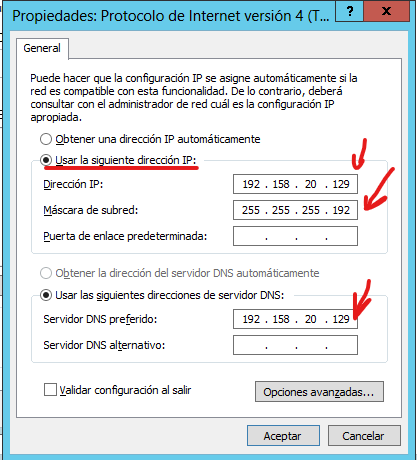 Propiedades: Protocolo de Internet versión 4 (T...
?
x
General
Puede hacer que la configuración IP se asigne automáticamente si la
red es compatible con esta funcionalidad. De lo contrario, deberá
consultar con el administrador de red cuál es la configuración IP
apropiada.
Obtener una dirección IP automáticamente
Usar la siguiente dirección IP:
Dirección IP: 192 . 158 . 20 . 129
Máscara de subred: 255 . 255 . 255 . 192
Puerta de enlace predeterminada: . . .
Obtener la dirección del servidor DNS automáticamente
Usar las siguientes direcciones de servidor DNS:
Servidor DNS preferido: 192 . 158 . 20 . 129
Servidor DNS alternativo: . . .
Validar configuración al salir
Opciones avanzadas...
Aceptar Cancelar